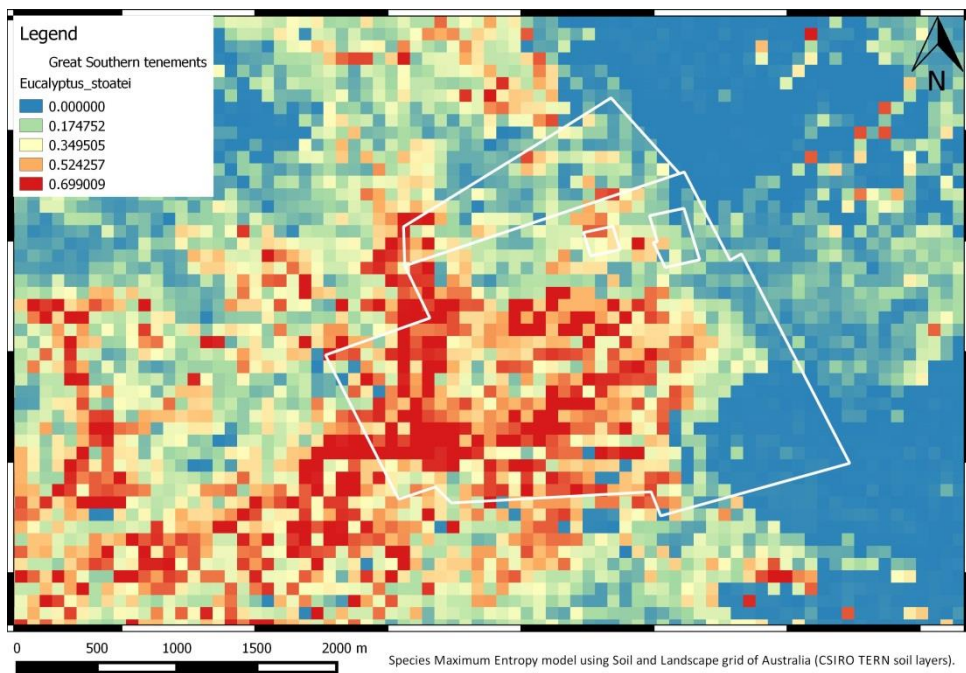 Legend
Great Southern tenements
Eucalyptus_stoatei
0.000000
0.174752
0.349505
0.524257
0.699009
N
0 500 1000 1500 2000 m
Species Maximum Entropy model using Soil and Landscape grid of Australia (CSIRO TERN soil layers).